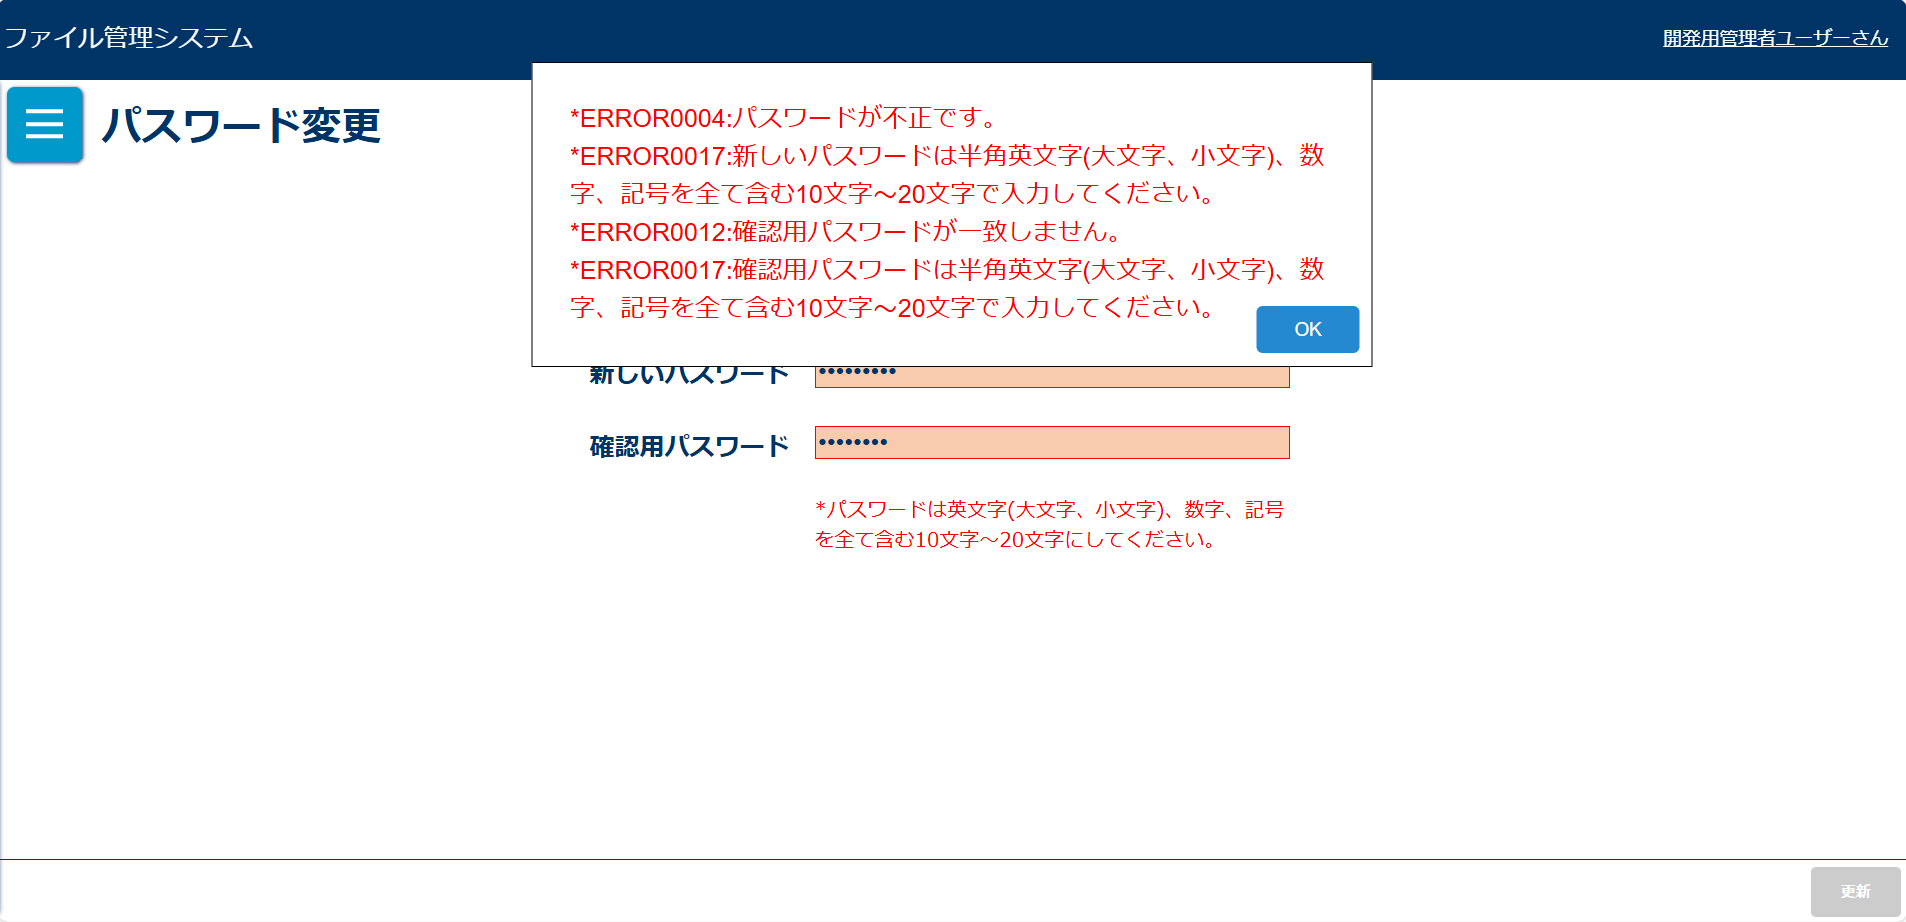 ファイル管理システム
開発用管理者ユーザーさん
パスワード変更
*ERROR0004:パスワードが不正です。
*ERROR0017:新しいパスワードは半角英文字(大文字、小文字)、数
字、記号を全て含む10文字～20文字で入力してください。
*ERROR0012:確認用パスワードが一致しません。
*ERROR0017:確認用パスワードは半角英文字(大文字、小文字)、数
字、記号を全て含む10文字～20文字で入力してください。
OK
新しいパスワード •••••••••
確認用パスワード ••••••••
*パスワードは英文字(大文字、小文字)、数字、記号
を全て含む10文字～20文字にしてください。
更新